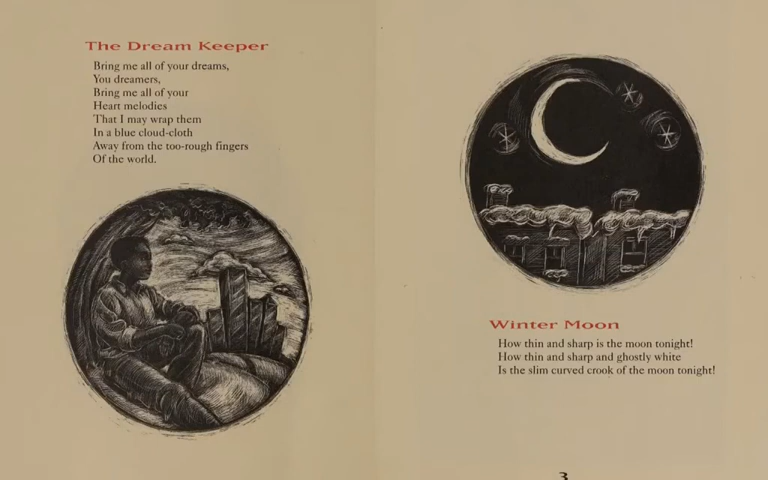 The Dream Keeper
Bring me all of your dreams,
You dreamers,
Bring me all of your
Heart melodies
That I may wrap them
In a blue cloud-cloth
Away from the too-rough fingers
Of the world.
Winter Moon
How thin and sharp is the moon tonight!
How thin and sharp and ghostly white
Is the slim curved crook of the moon tonight!
3